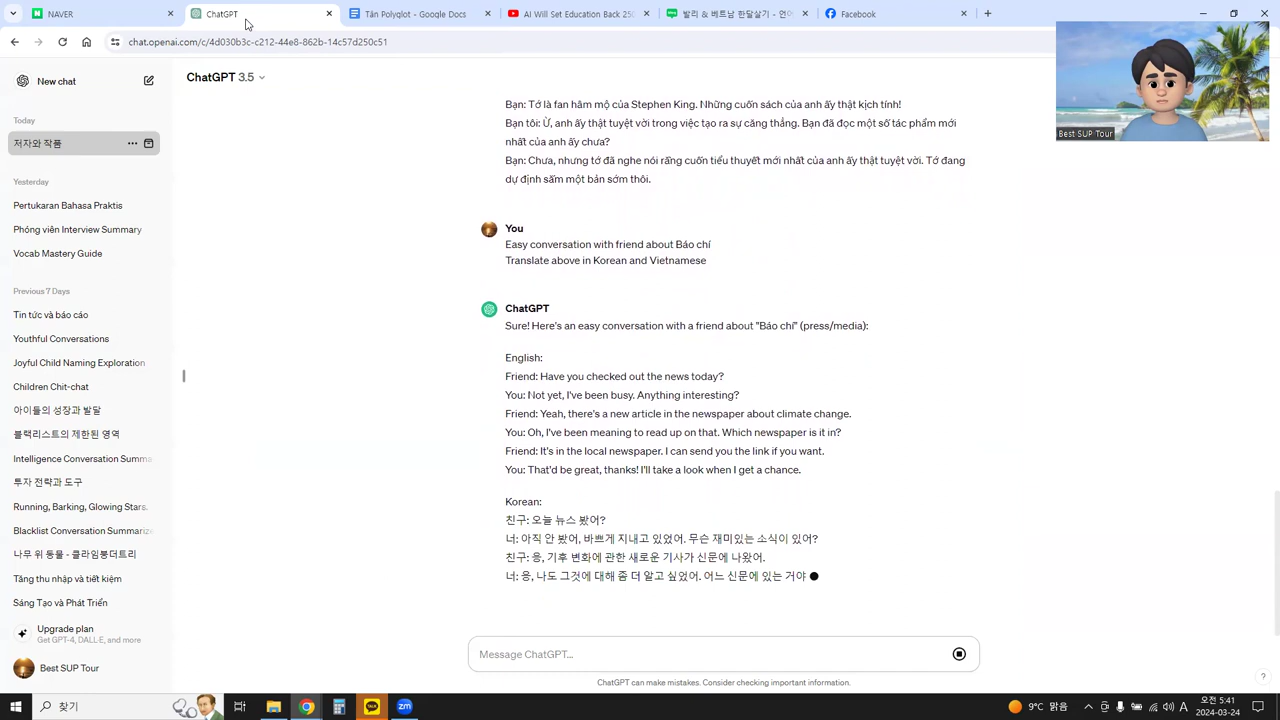 NAVER
ChatGPT
Tân Polyglot - Google Docs
AI Will Set Education Back 250
발리 & 베트남 한달살기 - 언어
Facebook
chat.openai.com/c/4d030b3c-c212-44e8-862b-14c57d250c51
New chat
ChatGPT 3.5
Best SUP Tour
Today
저자와 작품
Yesterday
Pertukaran Bahasa Praktis
Phóng viên Interview Summary
Vocab Mastery Guide
Previous 7 Days
Tin tức và báo cáo
Youthful Conversations
Joyful Child Naming Exploration
Children Chit-chat
아이들의 성장과 발달
블랙리스트의 제한된 영역
Intelligence Conversation Summa
투자 전략과 도구
Running, Barking, Glowing Stars.
Blacklist Conversation Summarize
나무 위 동물 - 클라임봉더트리
Tăng thu nhập và tiết kiệm
Sáng Tạo và Phát Triển
Upgrade plan
Get GPT-4, DALL·E, and more
Best SUP Tour
Bạn: Tớ là fan hâm mộ của Stephen King. Những cuốn sách của anh ấy thật kịch tính!
Bạn tôi: Ừ, anh ấy thật tuyệt vời trong việc tạo ra sự căng thẳng. Bạn đã đọc một số tác phẩm mới
nhất của anh ấy chưa?
Bạn: Chưa, nhưng tớ đã nghe nói rằng cuốn tiểu thuyết mới nhất của anh ấy thật tuyệt vời. Tớ đang
dự định sắm một bản sớm thôi.
You
Easy conversation with friend about Báo chí
Translate above in Korean and Vietnamese
ChatGPT
Sure! Here's an easy conversation with a friend about "Báo chí" (press/media):
English:
Friend: Have you checked out the news today?
You: Not yet, I've been busy. Anything interesting?
Friend: Yeah, there's a new article in the newspaper about climate change.
You: Oh, I've been meaning to read up on that. Which newspaper is it in?
Friend: It's in the local newspaper. I can send you the link if you want.
You: That'd be great, thanks! I'll take a look when I get a chance.
Korean:
친구: 오늘 뉴스 봤어?
너: 아직 안 봤어, 바쁘게 지내고 있었어. 무슨 재미있는 소식이 있어?
친구: 응, 기후 변화에 관한 새로운 기사가 신문에 나왔어.
너: 응, 나도 그것에 대해 좀 더 알고 싶었어. 어느 신문에 있는 거야
Message ChatGPT...
ChatGPT can make mistakes. Consider checking important information.
?
찾기
TALK
zm
9°C 맑음
A
오전 5:41
2024-03-24